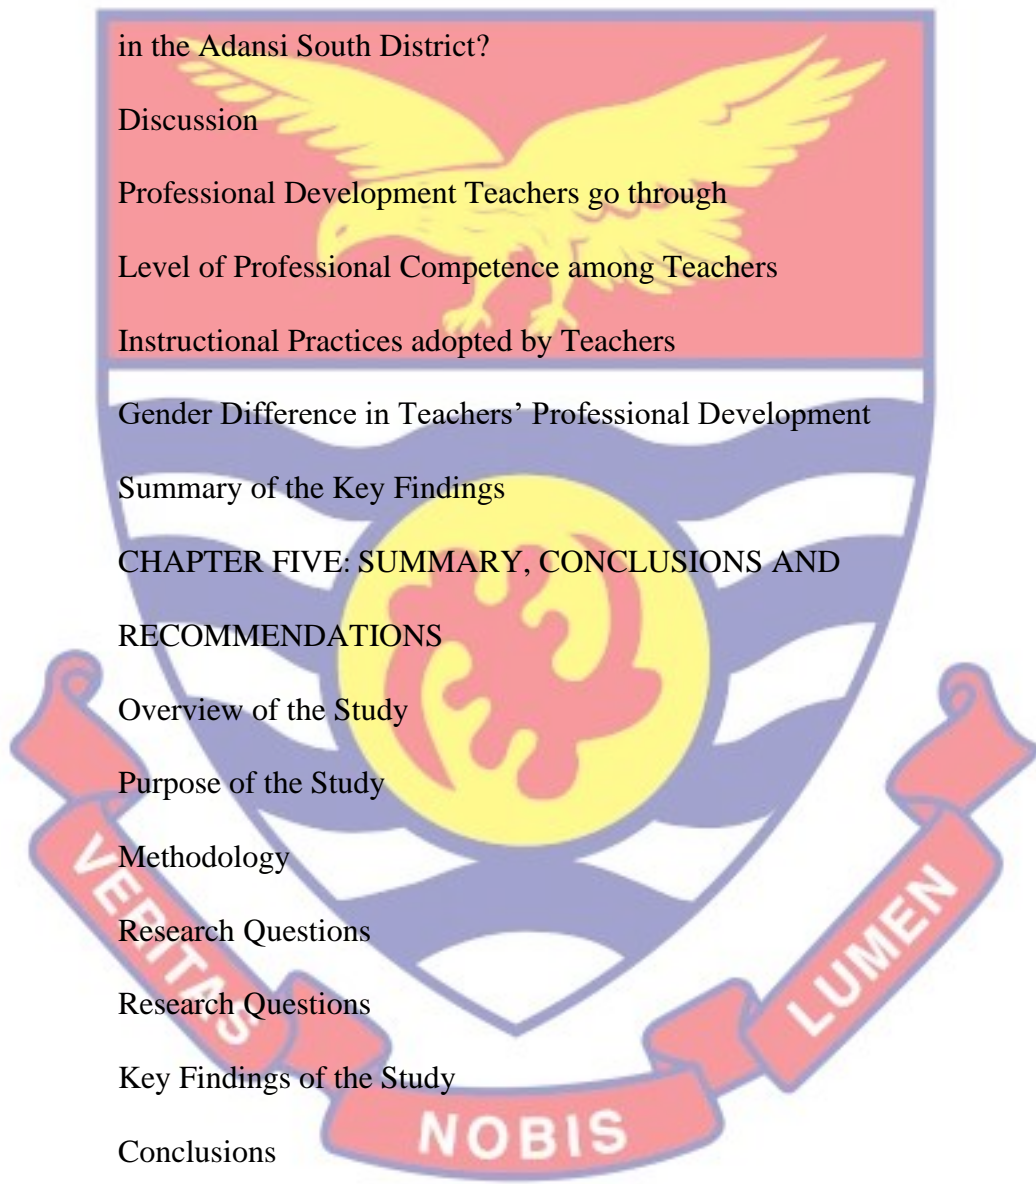 in the Adansi South District?
Discussion
Professional Development Teachers go through
Level of Professional Competence among Teachers
Instructional Practices adopted by Teachers
Gender Difference in Teachers’ Professional Development
Summary of the Key Findings
CHAPTER FIVE: SUMMARY, CONCLUSIONS AND
RECOMMENDATIONS
Overview of the Study
Purpose of the Study
Methodology
Research Questions
Research Questions
Key Findings of the Study
Conclusions
VERITAS
NOBIS
LUMEN